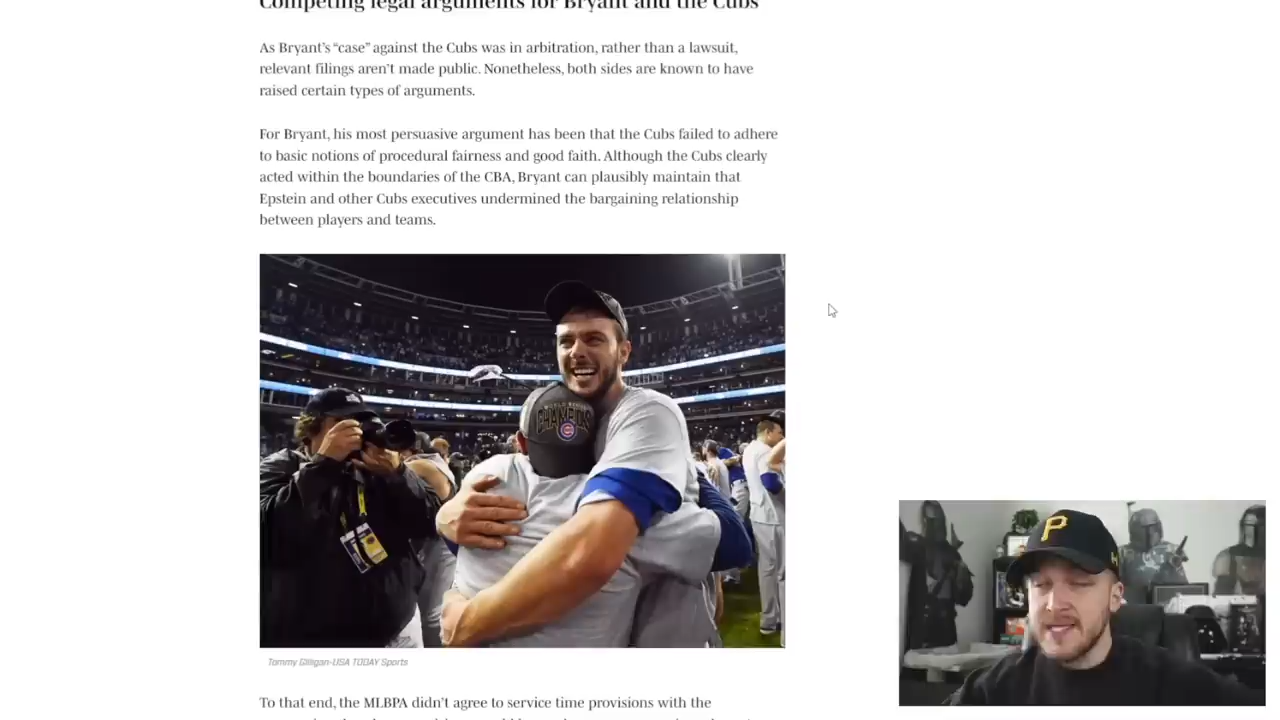 Competing legal arguments for Bryant and the Cubs
As Bryant's “case” against the Cubs was in arbitration, rather than a lawsuit,
relevant filings aren't made public. Nonetheless, both sides are known to have
raised certain types of arguments.
For Bryant, his most persuasive argument has been that the Cubs failed to adhere
to basic notions of procedural fairness and good faith. Although the Cubs clearly
acted within the boundaries of the CBA, Bryant can plausibly maintain that
Epstein and other Cubs executives undermined the bargaining relationship
between players and teams.
WORLD SERIES
CHAMPIONS
P
Tommy Gilligan-USA TODAY Sports
To that end, the MLBPA didn't agree to service time provisions with the